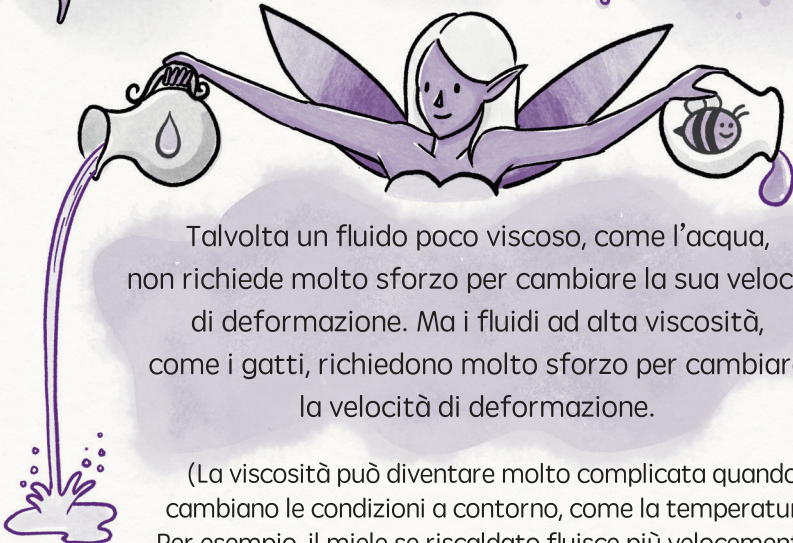 Talvolta un fluido poco viscoso, come l’acqua,
non richiede molto sforzo per cambiare la sua
di deformazione. Ma i fluidi ad alta viscosità,
come i gatti, richiedono molto sforzo per
la velocità di deformazione.
(La viscosità può diventare molto complicata
cambiano le condizioni a contorno, come la
Per esempio, il miele se riscaldato fluisce più